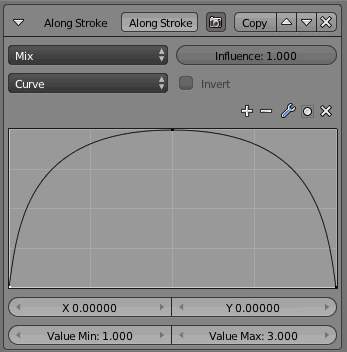 Along Stroke Along Stroke Copy
Mix Influence: 1.000
Curve Invert
X 0.00000 Y 0.00000
Value Min: 1.000 Value Max: 3.000